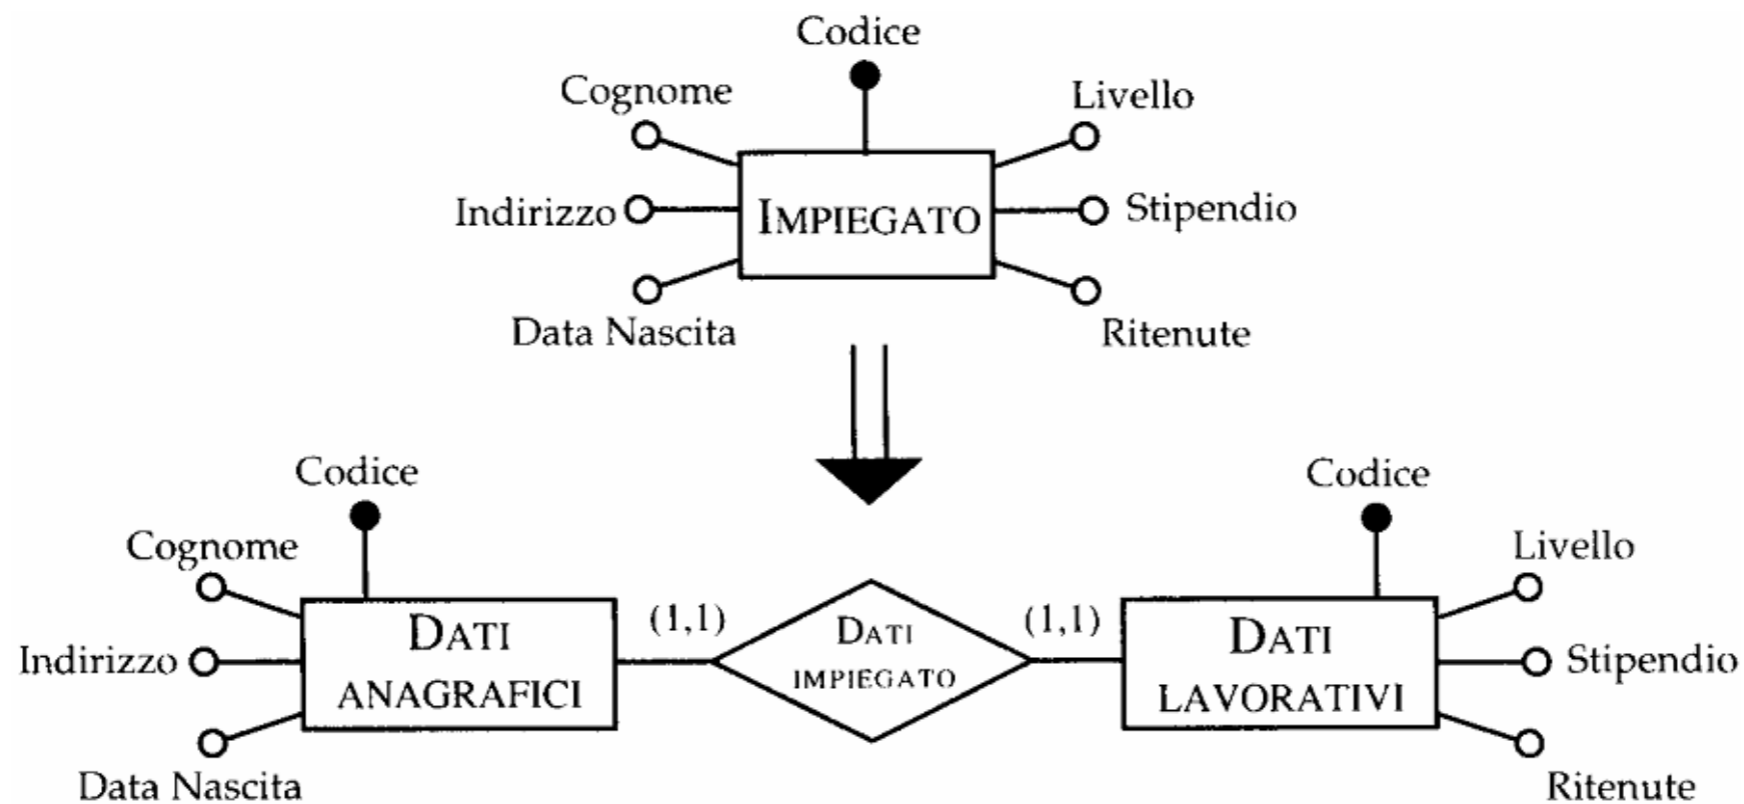 Codice
Cognome
Livello
Indirizzo
IMPIEGATO
Stipendio
Data Nascita
Ritenute
Codice
Codice
Cognome
Livello
DATI
(1,1)
DATI
(1,1)
DATI
Indirizzo
ANAGRAFICI
IMPIEGATO
LAVORATIVI
Stipendio
Data Nascita
Ritenute